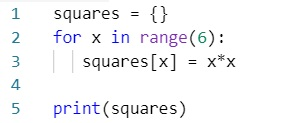 1 squares = {}
2 for x in range(6):
3     squares[x] = x*x
4
5 print(squares)